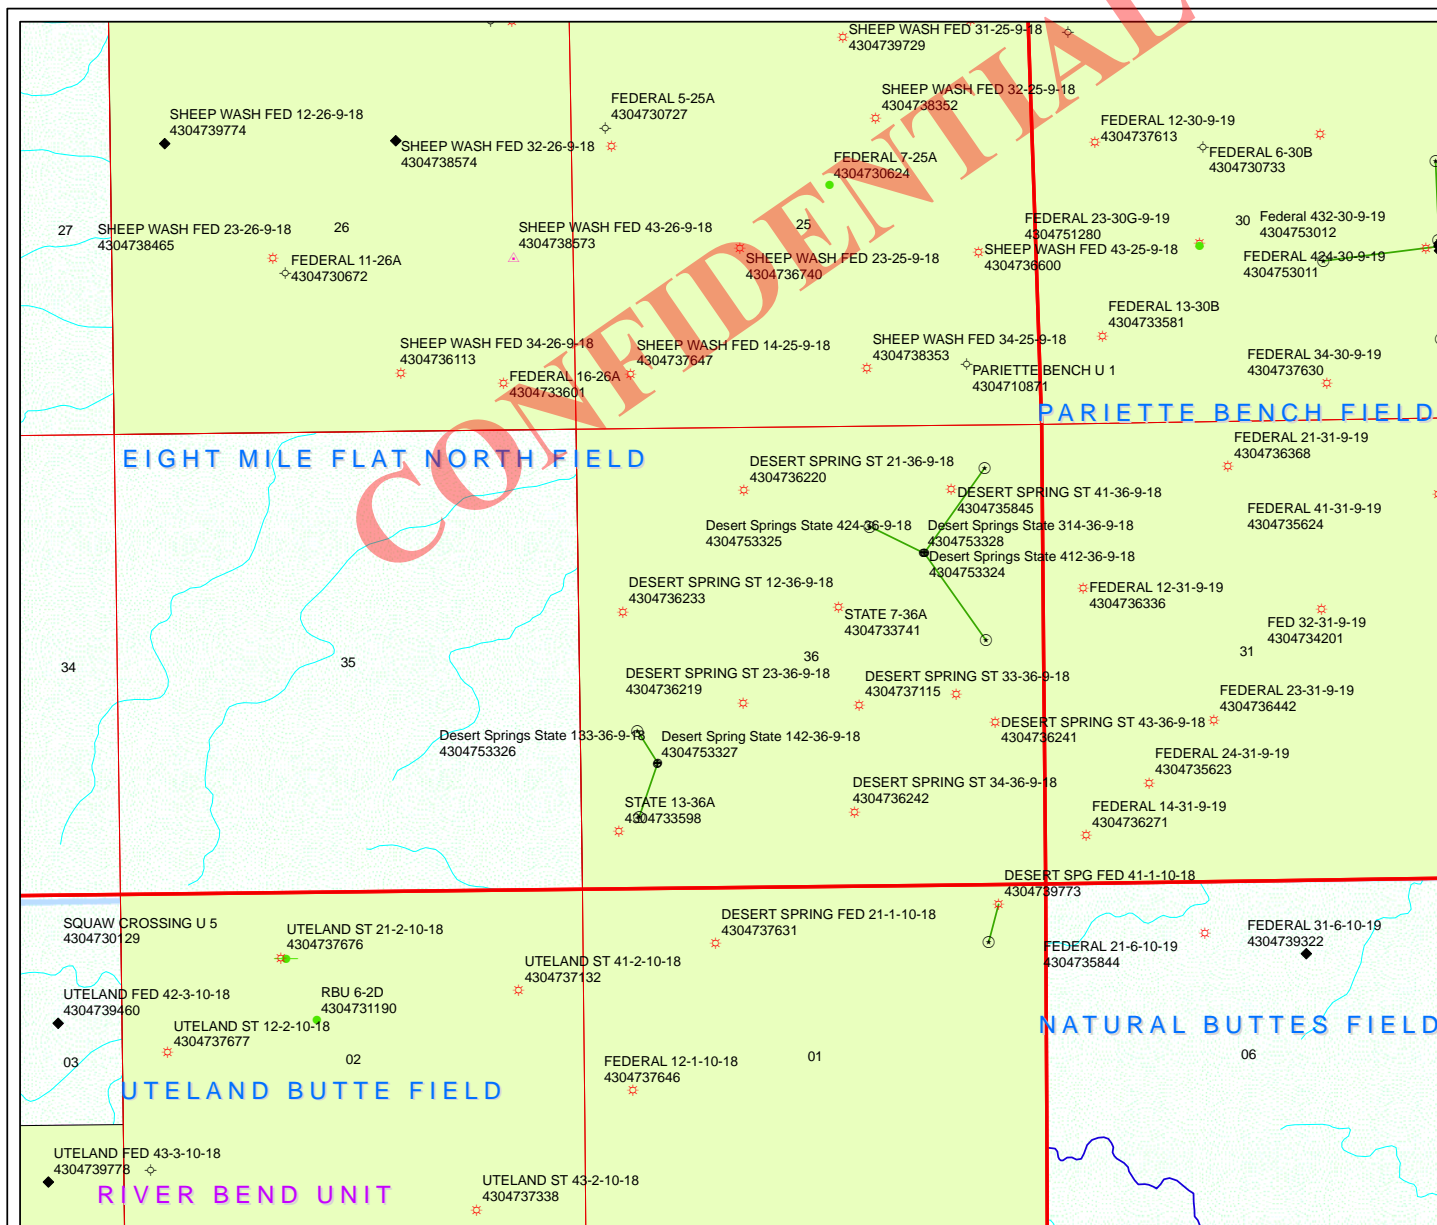 SHEEP WASH FED 31-25-9-18
4304739729
CONFIDENTIAL
SHEEP WASH FED 12-26-9-18
4304739774
SHEEP WASH FED 32-26-9-18
4304738574
FEDERAL 5-25A
4304730727
SHEEP WASH FED 32-25-9-18
4304738352
FEDERAL 7-25A
4304730624
FEDERAL 12-30-9-19
4304737613
FEDERAL 6-30B
4304730733
27
SHEEP WASH FED 23-26-9-18
4304738465
26
FEDERAL 11-26A
4304730672
SHEEP WASH FED 43-26-9-18
4304738573
25
SHEEP WASH FED 23-25-9-18
4304736740
FEDERAL 23-30G-9-19
4304751280
SHEEP WASH FED 43-25-9-18
4304736600
30
Federal 432-30-9-19
4304753012
FEDERAL 424-30-9-19
4304753011
FEDERAL 13-30B
4304733581
SHEEP WASH FED 34-26-9-18
4304736113
FEDERAL 16-26A
4304733601
SHEEP WASH FED 14-25-9-18
4304737647
SHEEP WASH FED 34-25-9-18
4304738353
PARIETTE BENCH U 1
4304710871
FEDERAL 34-30-9-19
4304737630
PARIETTE BENCH FIELD
EIGHT MILE FLAT NORTH FIELD
DESERT SPRING ST 21-36-9-18
4304736220
DESERT SPRING ST 41-36-9-18
4304735845
FEDERAL 21-31-9-19
4304736368
FEDERAL 41-31-9-19
4304735624
Desert Springs State 424-36-9-18
4304753325
Desert Springs State 314-36-9-18
4304753328
Desert Springs State 412-36-9-18
4304753324
DESERT SPRING ST 12-36-9-18
4304736233
STATE 7-36A
4304733741
FEDERAL 12-31-9-19
4304736336
FED 32-31-9-19
4304734201
34
35
36
31
DESERT SPRING ST 23-36-9-18
4304736219
DESERT SPRING ST 33-36-9-18
4304737115
FEDERAL 23-31-9-19
4304736442
Desert Springs State 133-36-9-18
4304753326
Desert Spring State 142-36-9-18
4304753327
DESERT SPRING ST 43-36-9-18
4304736241
FEDERAL 24-31-9-19
4304735623
STATE 13-36A
4304733598
DESERT SPRING ST 34-36-9-18
4304736242
FEDERAL 14-31-9-19
4304736271
DESERT SPG FED 41-1-10-18
4304739773
SQUAW CROSSING U 5
4304730129
UTELAND ST 21-2-10-18
4304737676
DESERT SPRING FED 21-1-10-18
4304737631
FEDERAL 21-6-10-19
4304735844
FEDERAL 31-6-10-19
4304739322
UTELAND ST 41-2-10-18
4304737132
UTELAND FED 42-3-10-18
4304739460
RBU 6-2D
4304731190
UTELAND ST 12-2-10-18
4304737677
NATURAL BUTTES FIELD
03
02
01
06
FEDERAL 12-1-10-18
4304737646
UTELAND BUTTE FIELD
UTELAND FED 43-3-10-18
4304739778
RIVER BEND UNIT
UTELAND ST 43-2-10-18
4304737338